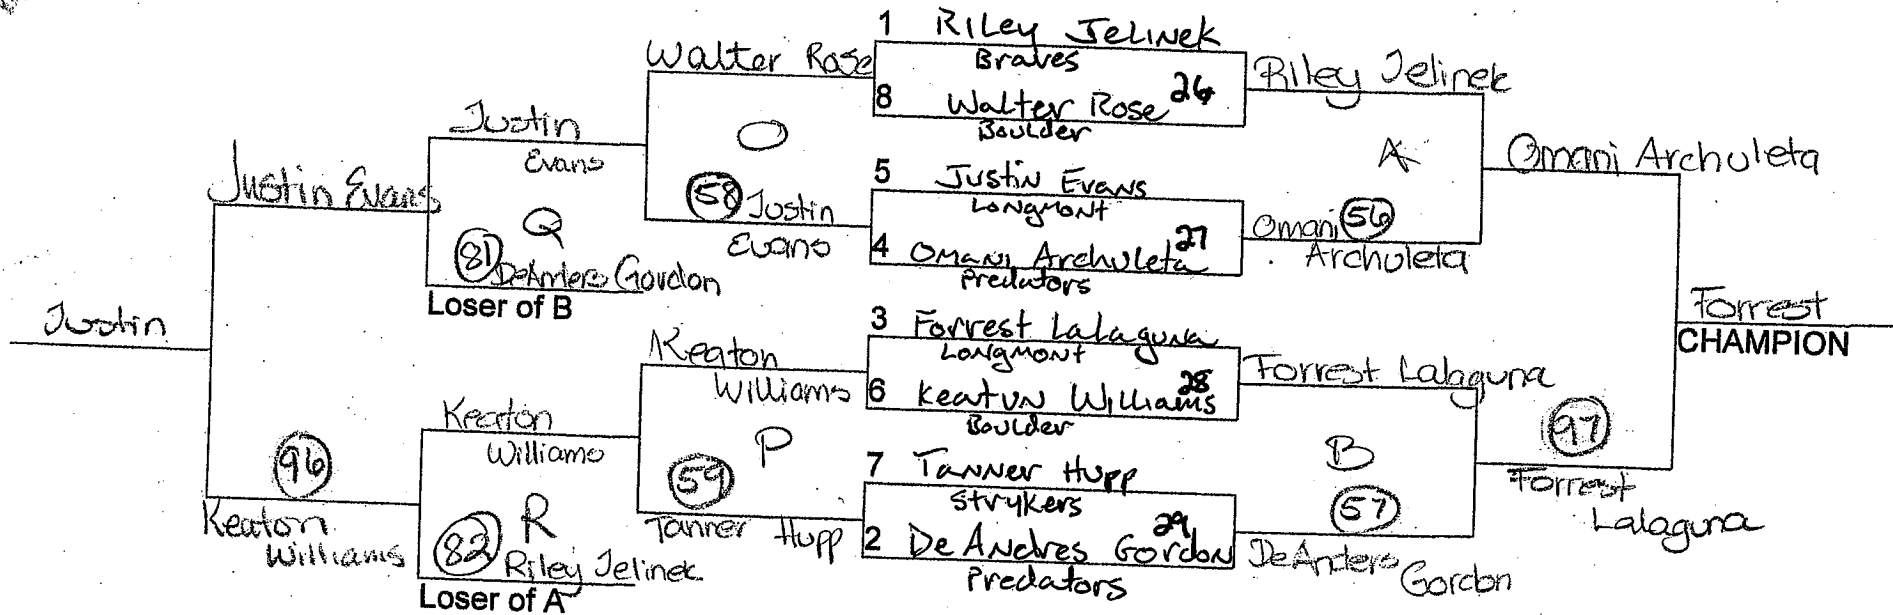 1 Riley Jelinek
Braves
8 Walter Rose 26
Boulder
5 Justin Evans
Longmont
4 Omani Archuleta 27
Predators
3 Forrest Lalaguna
Longmont
6 Keaton Williams 28
Boulder
7 Tanner Hupp
Strykers
2 De Andres Gordon 29
Predators
Riley Jelinek
A
Omani 56
Archuleta
Forrest Lalaguna
B
57
DeAnders
Gordon
Omani Archuleta
97
Forrest
Lalaguna
Forrest
CHAMPION
Walter Rose
O
58 Justin
Evans
Keaton
Williams
P
59
Tanner Hupp
Justin
Evans
Q
81 DeAnders Gordon
Loser of B
Keaton
Williams
R
82 Riley Jelinek
Loser of A
Justin Evans
96
Keaton
Williams
Justin